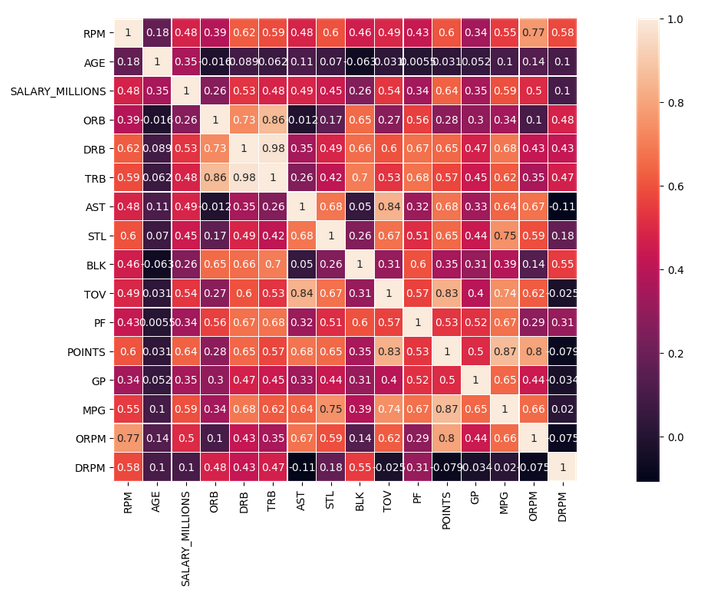 RPM 1 0.18 0.48 0.39 0.62 0.59 0.48 0.6 0.46 0.49 0.43 0.6 0.34 0.55 0.77 0.58 1.0
AGE 0.18 1 0.35 -0.016 0.089 0.062 0.11 0.07 -0.063 0.031 0.0055 0.031 0.052 0.1 0.14 0.1
SALARY_MILLIONS 0.48 0.35 1 0.26 0.53 0.48 0.49 0.45 0.26 0.54 0.34 0.64 0.35 0.59 0.5 0.1
0.8
ORB 0.39 -0.016 0.26 1 0.73 0.86 -0.012 0.17 0.65 0.27 0.56 0.28 0.3 0.34 0.1 0.48
DRB 0.62 0.089 0.53 0.73 1 0.98 0.35 0.49 0.66 0.6 0.67 0.65 0.47 0.68 0.43 0.43
TRB 0.59 0.062 0.48 0.86 0.98 1 0.26 0.42 0.7 0.53 0.68 0.57 0.45 0.62 0.35 0.47
0.6
AST 0.48 0.11 0.49 -0.012 0.35 0.26 1 0.68 0.05 0.84 0.32 0.68 0.33 0.64 0.67 -0.11
STL 0.6 0.07 0.45 0.17 0.49 0.42 0.68 1 0.26 0.67 0.51 0.65 0.44 0.75 0.59 0.18
BLK 0.46 -0.063 0.26 0.65 0.66 0.7 0.05 0.26 1 0.31 0.6 0.35 0.31 0.39 0.14 0.55
0.4
TOV 0.49 0.031 0.54 0.27 0.6 0.53 0.84 0.67 0.31 1 0.57 0.83 0.4 0.74 0.62 -0.025
PF 0.43 0.0055 0.34 0.56 0.67 0.68 0.32 0.51 0.6 0.57 1 0.53 0.52 0.67 0.29 0.31
POINTS 0.6 0.031 0.64 0.28 0.65 0.57 0.68 0.65 0.35 0.83 0.53 1 0.5 0.87 0.8 -0.079
0.2
GP 0.34 0.052 0.35 0.3 0.47 0.45 0.33 0.44 0.31 0.4 0.52 0.5 1 0.65 0.44 -0.034
MPG 0.55 0.1 0.59 0.34 0.68 0.62 0.64 0.75 0.39 0.74 0.67 0.87 0.65 1 0.66 0.02
ORPM 0.77 0.14 0.5 0.1 0.43 0.35 0.67 0.59 0.14 0.62 0.29 0.8 0.44 0.66 1 -0.075
0.0
DRPM 0.58 0.1 0.1 0.48 0.43 0.47 -0.11 0.18 0.55 -0.025 0.31 -0.079 -0.034 0.02 -0.075 1
RPM AGE SALARY_MILLIONS ORB DRB TRB AST STL BLK TOV PF POINTS GP MPG ORPM DRPM